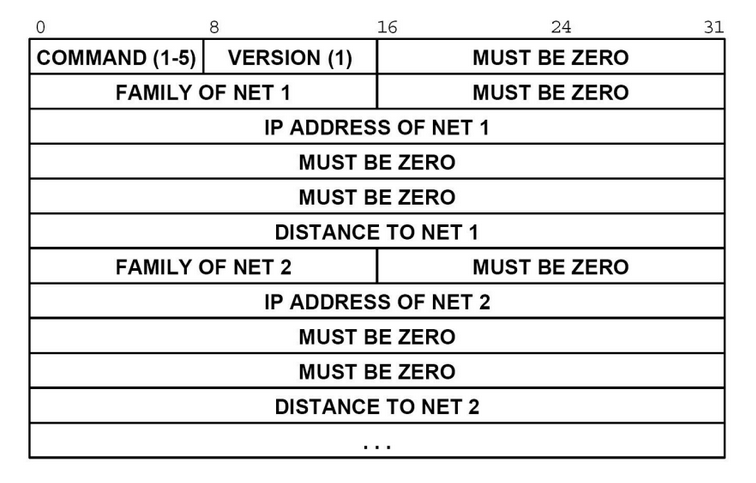 0 8 16 24 31
COMMAND (1-5) VERSION (1) MUST BE ZERO
FAMILY OF NET 1 MUST BE ZERO
IP ADDRESS OF NET 1
MUST BE ZERO
MUST BE ZERO
DISTANCE TO NET 1
FAMILY OF NET 2 MUST BE ZERO
IP ADDRESS OF NET 2
MUST BE ZERO
MUST BE ZERO
DISTANCE TO NET 2
...